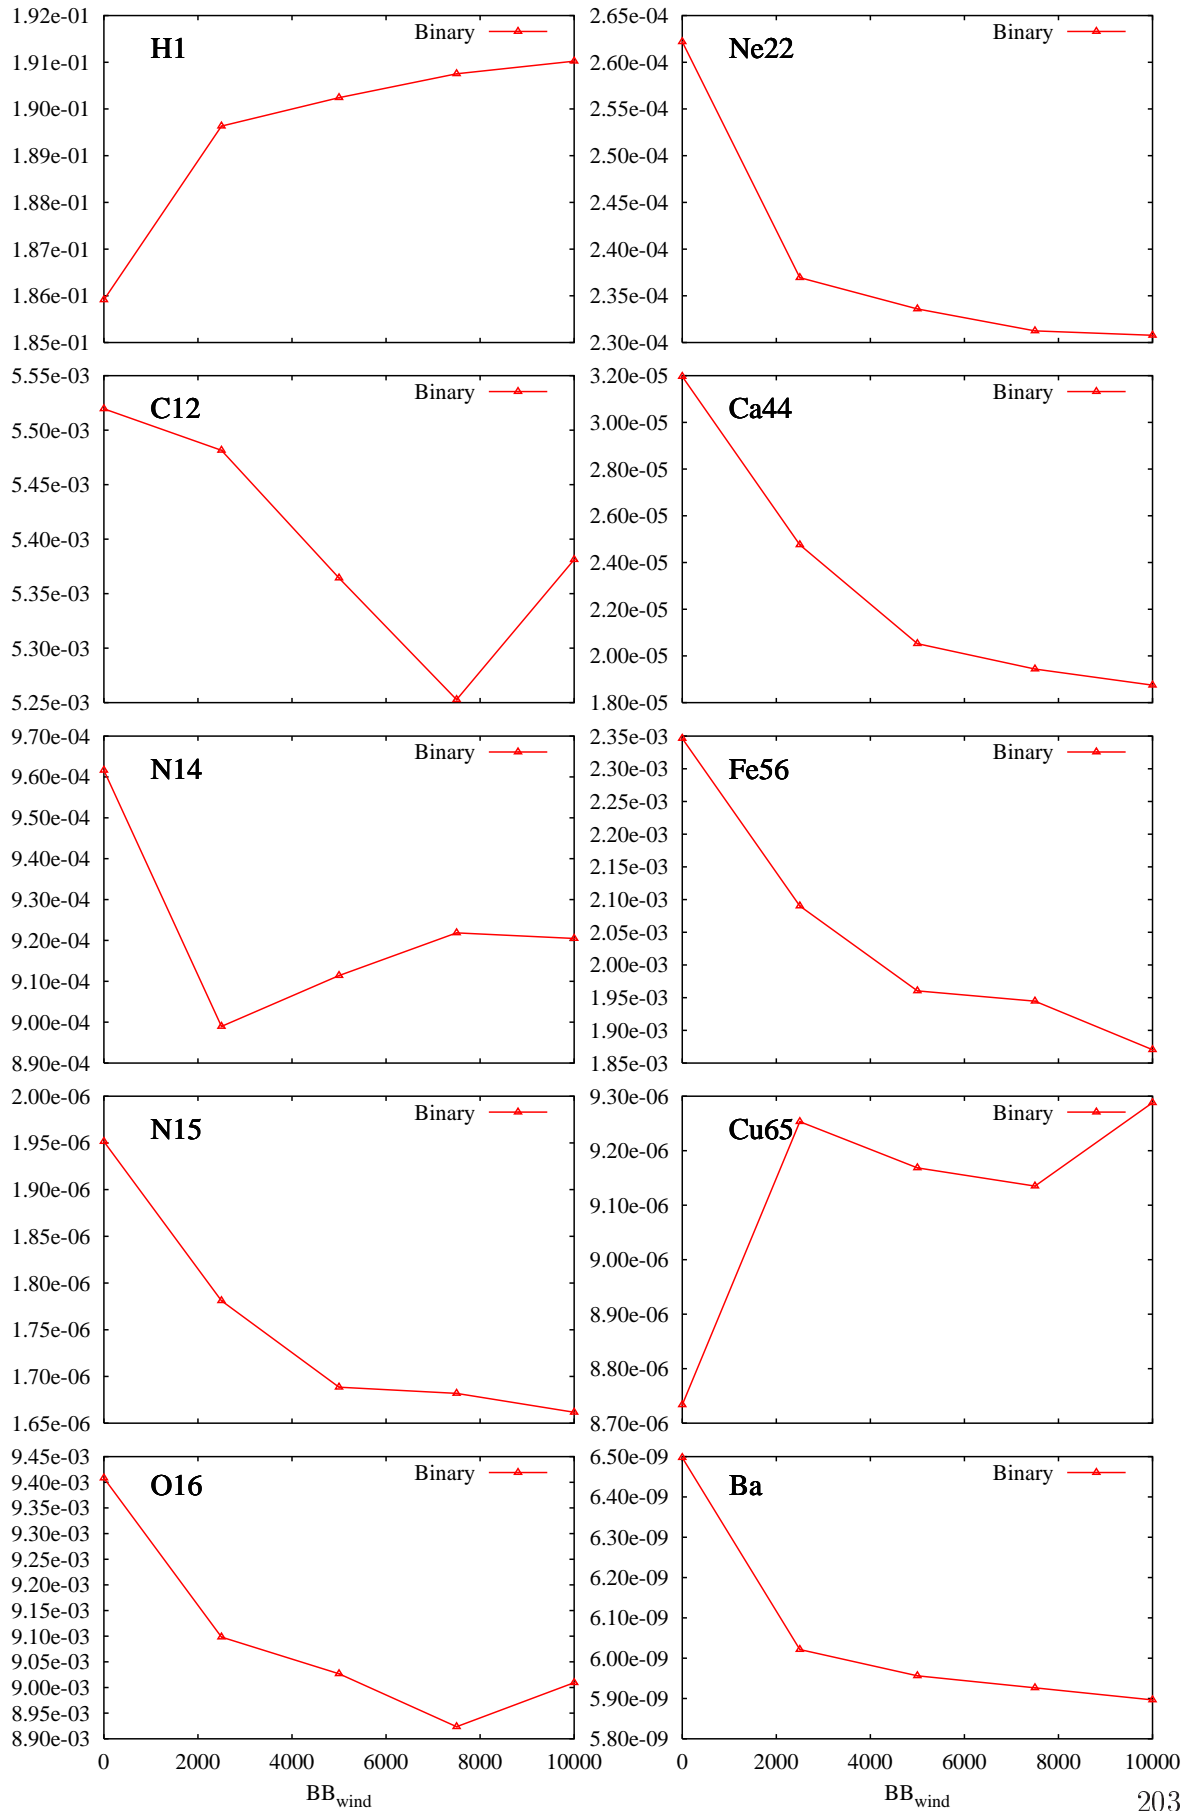 1.92e-01
1.91e-01
1.90e-01
1.89e-01
1.88e-01
1.87e-01
1.86e-01
1.85e-01
H1
Binary
2.65e-04
2.60e-04
2.55e-04
2.50e-04
2.45e-04
2.40e-04
2.35e-04
2.30e-04
Ne22
Binary
5.55e-03
5.50e-03
5.45e-03
5.40e-03
5.35e-03
5.30e-03
5.25e-03
C12
Binary
3.20e-05
3.00e-05
2.80e-05
2.60e-05
2.40e-05
2.20e-05
2.00e-05
1.80e-05
Ca44
Binary
9.70e-04
9.60e-04
9.50e-04
9.40e-04
9.30e-04
9.20e-04
9.10e-04
9.00e-04
8.90e-04
N14
Binary
2.35e-03
2.30e-03
2.25e-03
2.20e-03
2.15e-03
2.10e-03
2.05e-03
2.00e-03
1.95e-03
1.90e-03
1.85e-03
Fe56
Binary
2.00e-06
1.95e-06
1.90e-06
1.85e-06
1.80e-06
1.75e-06
1.70e-06
1.65e-06
N15
Binary
9.30e-06
9.20e-06
9.10e-06
9.00e-06
8.90e-06
8.80e-06
8.70e-06
Cu65
Binary
9.45e-03
9.40e-03
9.35e-03
9.30e-03
9.25e-03
9.20e-03
9.15e-03
9.10e-03
9.05e-03
9.00e-03
8.95e-03
8.90e-03
O16
Binary
0 2000 4000 6000 8000 10000
BB_wind
6.50e-09
6.40e-09
6.30e-09
6.20e-09
6.10e-09
6.00e-09
5.90e-09
5.80e-09
Ba
Binary
0 2000 4000 6000 8000 10000
BB_wind
203